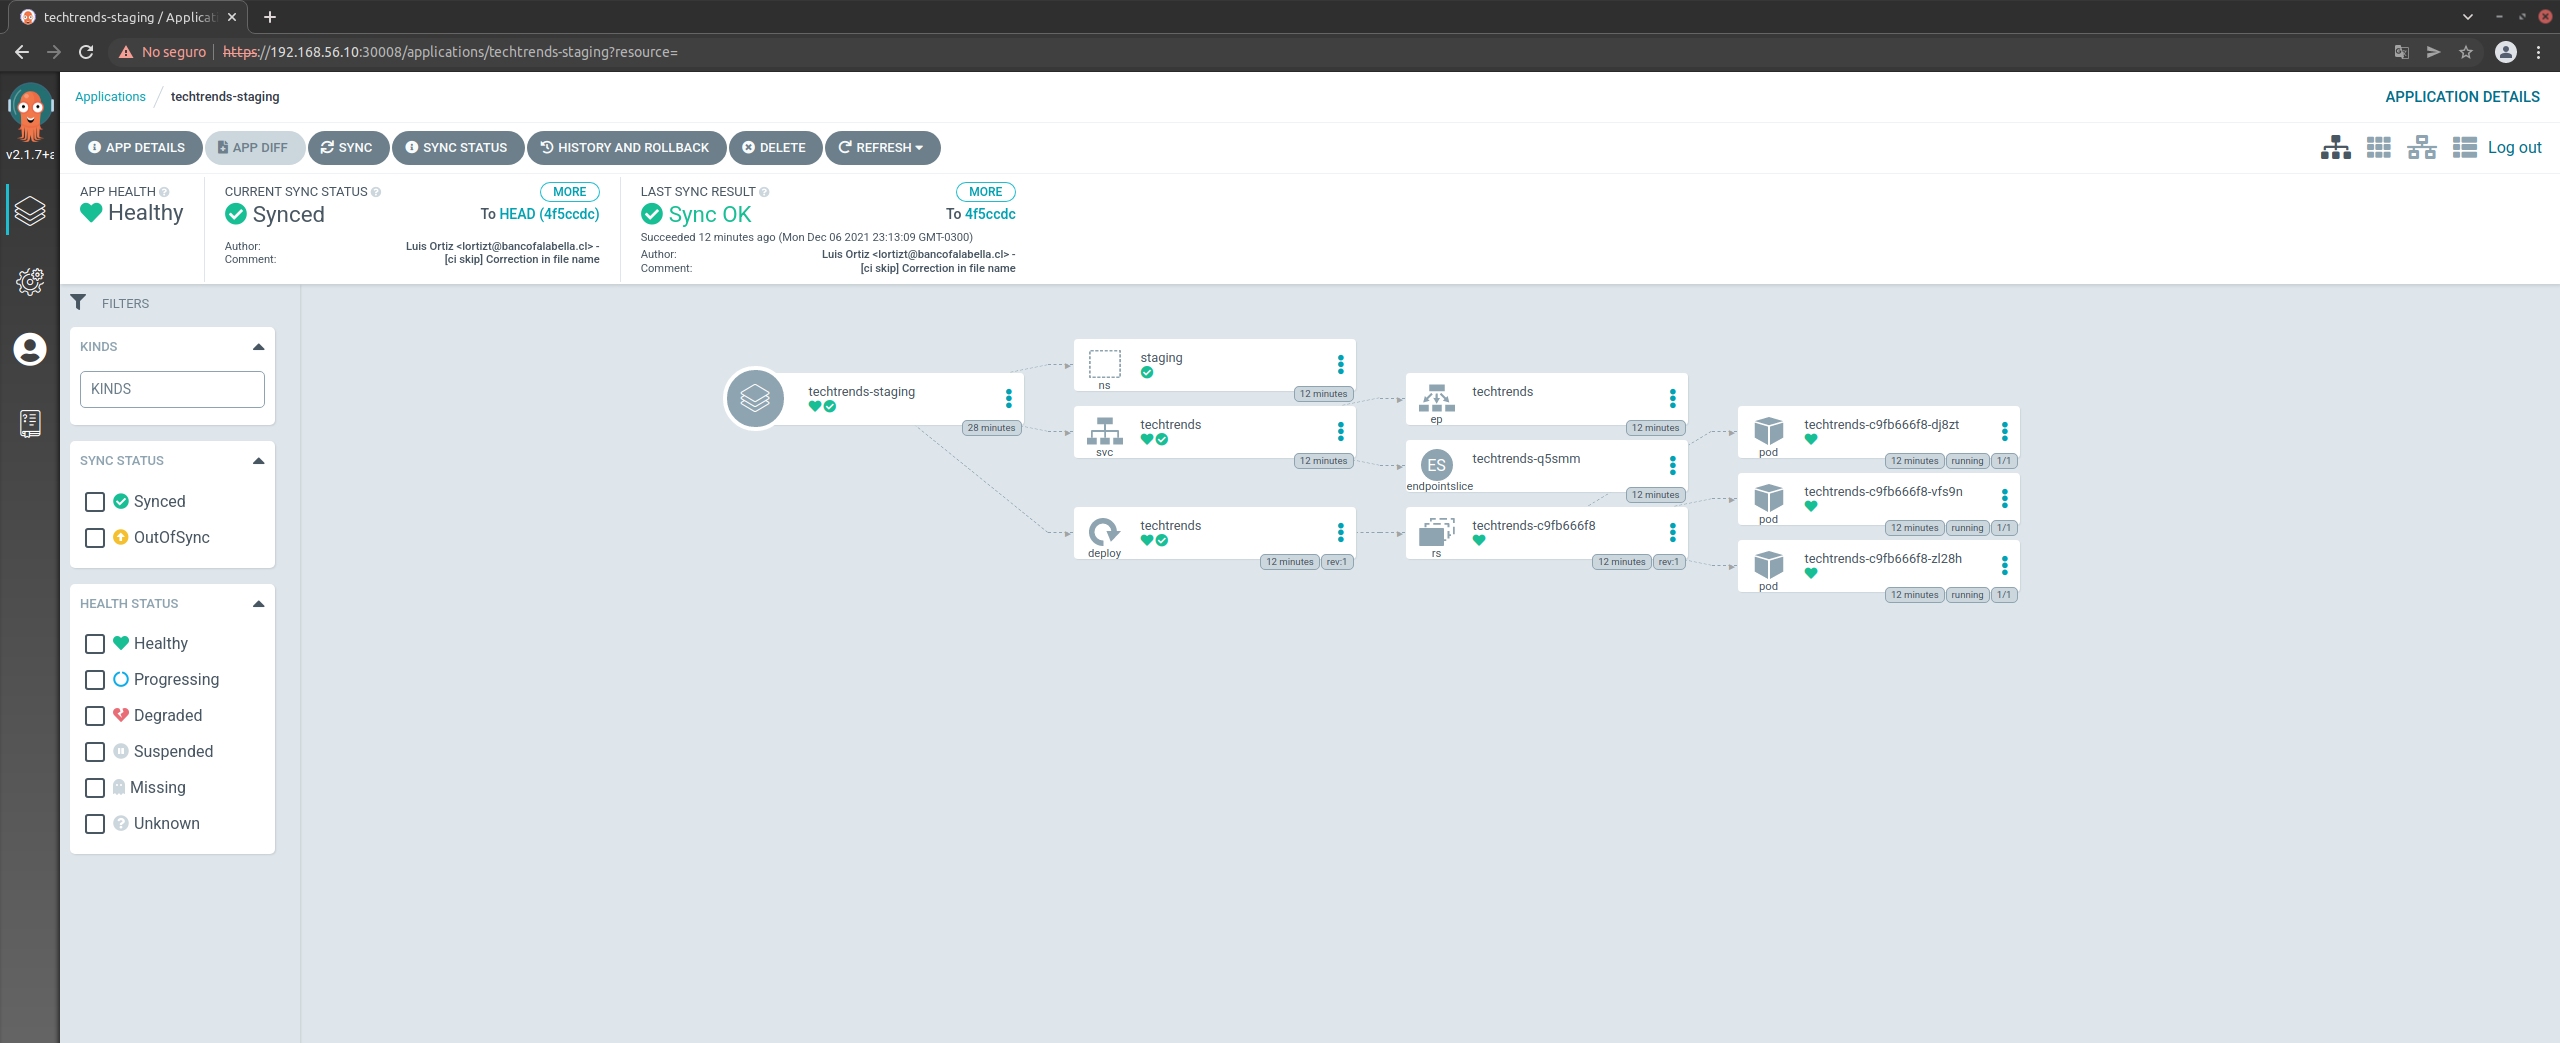 techtrends-staging / Applicat
No seguro https://192.168.56.10:30008/applications/techtrends-staging?resource=
v2.1.7+a
Applications / techtrends-staging
APPLICATION DETAILS
APP DETAILS APP DIFF SYNC SYNC STATUS HISTORY AND ROLLBACK DELETE REFRESH
Log out
APP HEALTH
Healthy
CURRENT SYNC STATUS MORE
Synced To HEAD (4f5ccdc)
Author: Luis Ortiz <lortizt@bancofalabella.cl> -
Comment: [ci skip] Correction in file name
LAST SYNC RESULT MORE
Sync OK To 4f5ccdc
Succeeded 12 minutes ago (Mon Dec 06 2021 23:13:09 GMT-0300)
Author: Luis Ortiz <lortizt@bancofalabella.cl> -
Comment: [ci skip] Correction in file name
FILTERS
KINDS
KINDS
SYNC STATUS
Synced
OutOfSync
HEALTH STATUS
Healthy
Progressing
Degraded
Suspended
Missing
Unknown
techtrends-staging
28 minutes
staging
ns
12 minutes
techtrends
svc
12 minutes
techtrends
deploy
12 minutes rev:1
techtrends
ep
12 minutes
ES
techtrends-q5smm
endpointslice
12 minutes
techtrends-c9fb666f8
rs
12 minutes rev:1
techtrends-c9fb666f8-dj8zt
pod
12 minutes running 1/1
techtrends-c9fb666f8-vfs9n
pod
12 minutes running 1/1
techtrends-c9fb666f8-zl28h
pod
12 minutes running 1/1